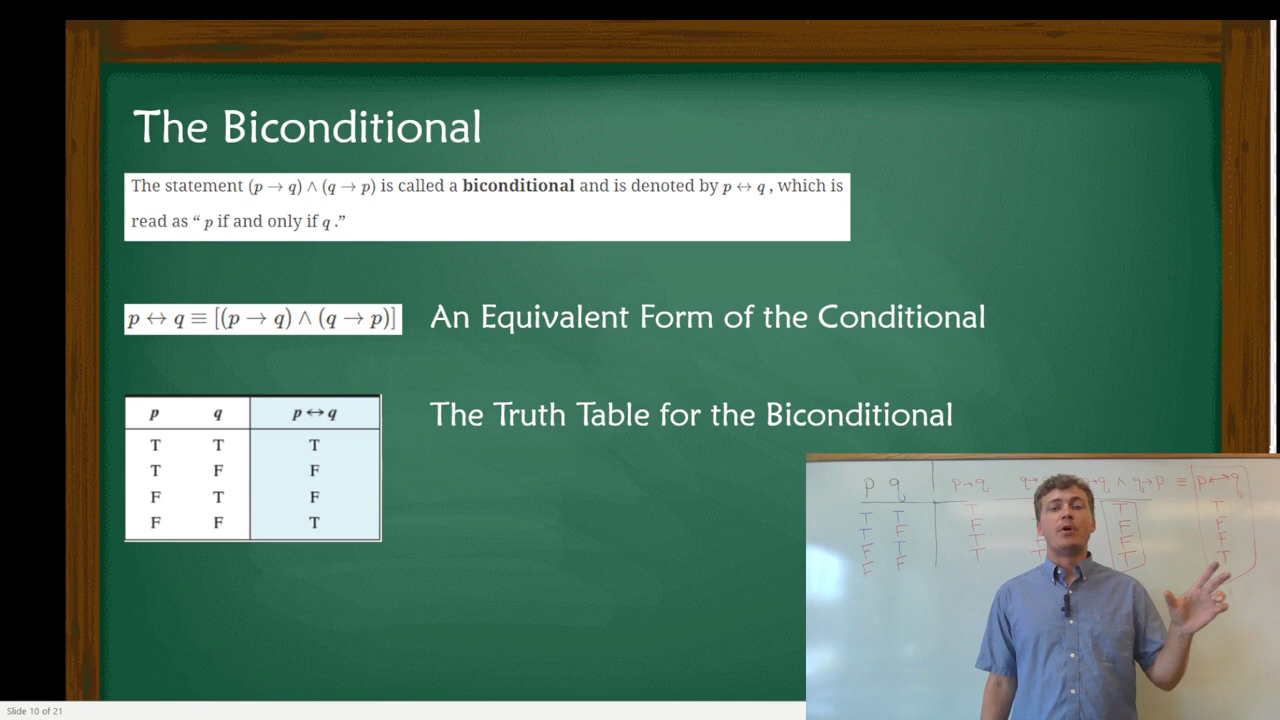 The Biconditional
The statement (p → q) ∧ (q → p) is called a biconditional and is denoted by p ↔ q , which is
read as “ p if and only if q .”
p ↔ q ≡ [(p → q) ∧ (q → p)]
An Equivalent Form of the Conditional
p q p ↔ q
T T T
T F F
F T F
F F T
The Truth Table for the Biconditional
p q p→q q→q ∧ q→p ≡ p↔q
T T T T T
T F F F F
F T T F F
F F T T T
Slide 10 of 21